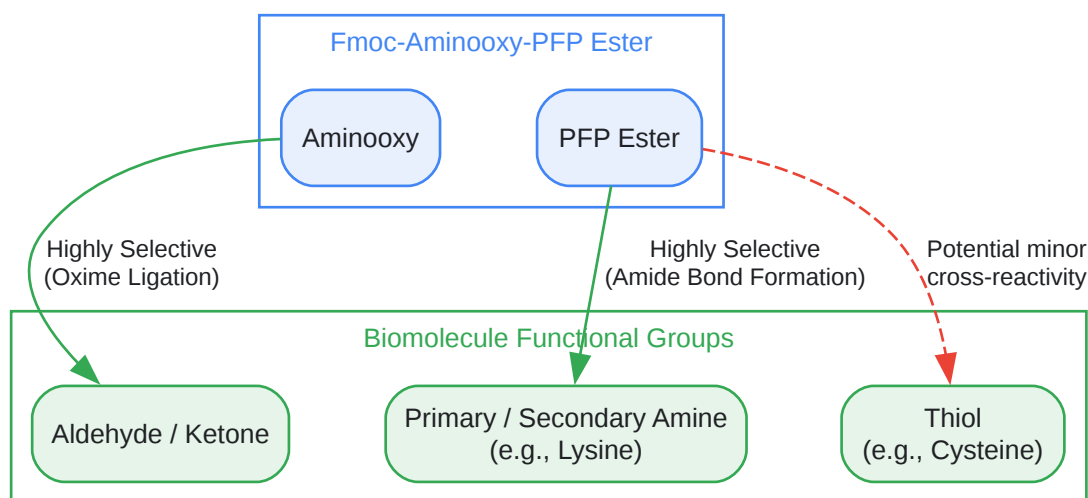 Fmoc-Aminooxy-PFP Ester
Aminooxy
PFP Ester
Highly Selective
(Oxime Ligation)
Highly Selective
(Amide Bond Formation)
Potential minor
cross-reactivity
Biomolecule Functional Groups
Aldehyde / Ketone
Primary / Secondary Amine
(e.g., Lysine)
Thiol
(e.g., Cysteine)